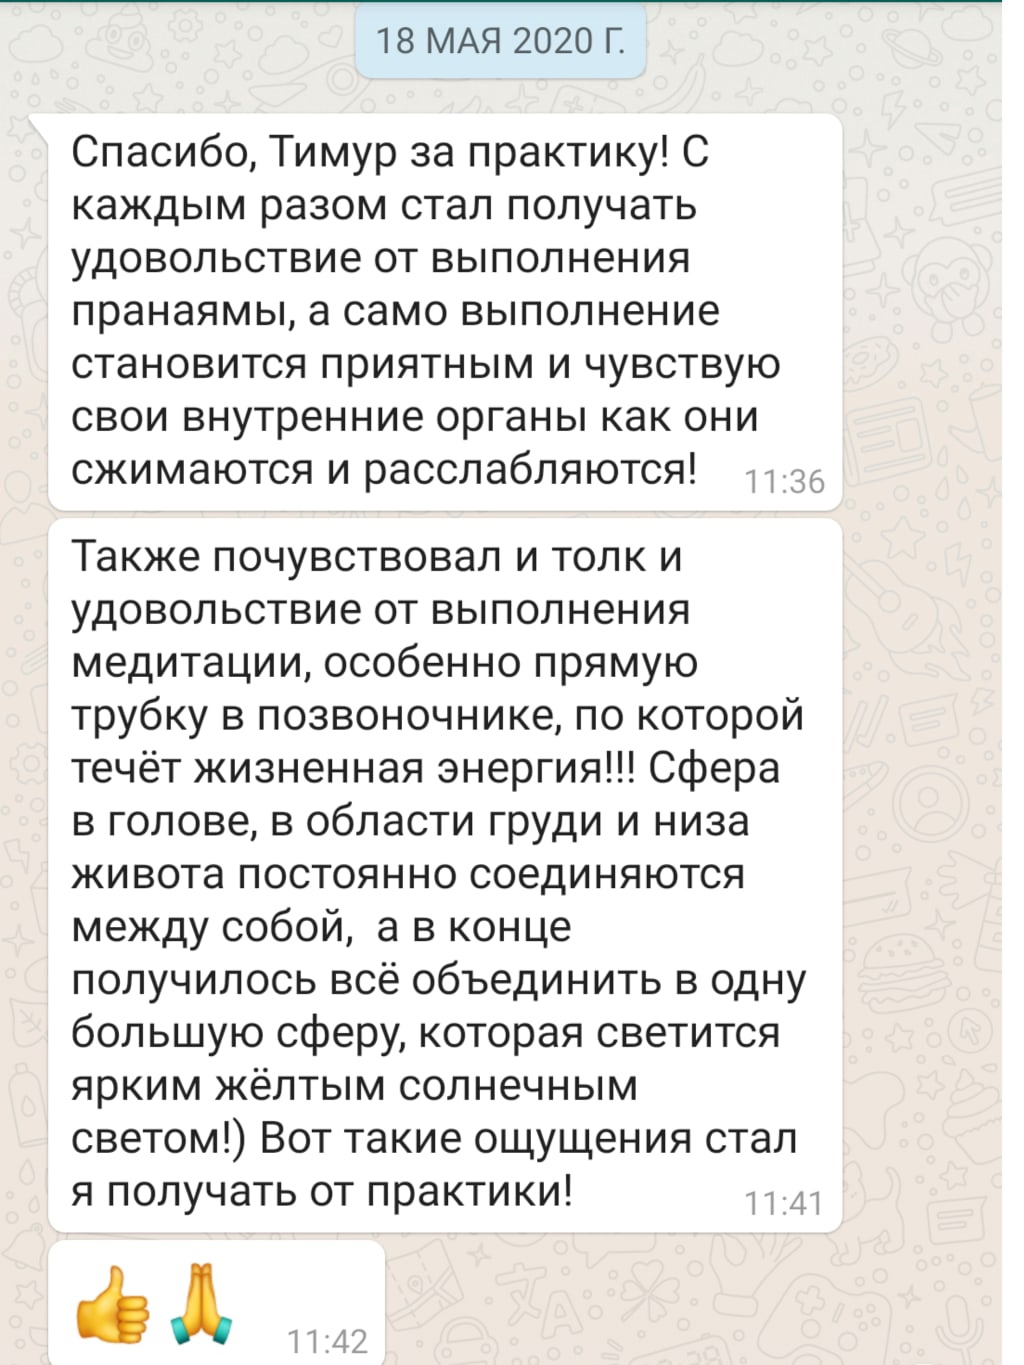 18 МАЯ 2020 Г.
Спасибо, Тимур за практику! С
каждым разом стал получать
удовольствие от выполнения
пранаямы, а само выполнение
становится приятным и чувствую
свои внутренние органы как они
сжимаются и расслабляются!
11:36
Также почувствовал и толк и
удовольствие от выполнения
медитации, особенно прямую
трубку в позвоночнике, по которой
течёт жизненная энергия!!! Сфера
в голове, в области груди и низа
живота постоянно соединяются
между собой,  а в конце
получилось всё объединить в одну
большую сферу, которая светится
ярким жёлтым солнечным
светом!) Вот такие ощущения стал
я получать от практики!
11:41
👍🙏
11:42